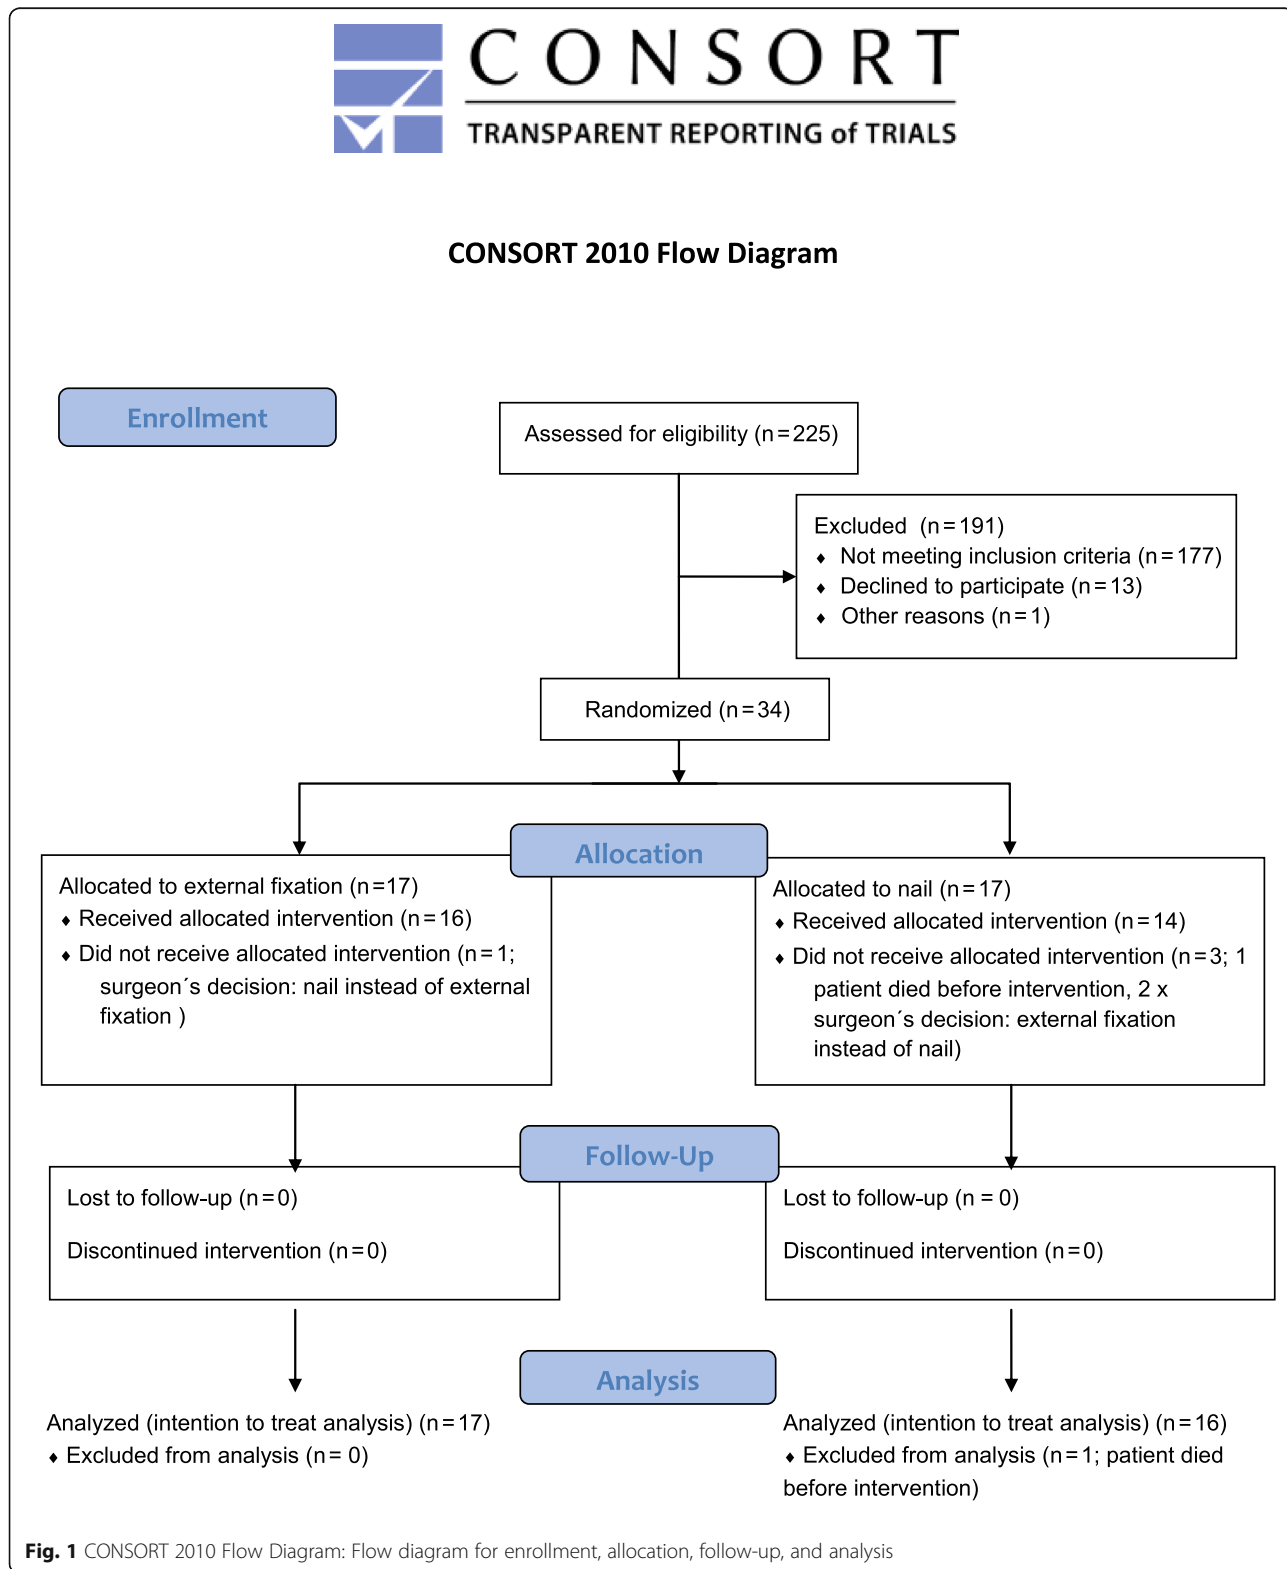 CONSORT
TRANSPARENT REPORTING of TRIALS
CONSORT 2010 Flow Diagram
Enrollment
Assessed for eligibility (n=225)
Excluded (n=191)
♦ Not meeting inclusion criteria (n=177)
♦ Declined to participate (n=13)
♦ Other reasons (n=1)
Randomized (n=34)
Allocation
Allocated to external fixation (n=17)
♦ Received allocated intervention (n=16)
♦ Did not receive allocated intervention (n=1;
surgeon´s decision: nail instead of external
fixation )
Allocated to nail (n=17)
♦ Received allocated intervention (n=14)
♦ Did not receive allocated intervention (n=3; 1
patient died before intervention, 2 x
surgeon´s decision: external fixation
instead of nail)
Follow-Up
Lost to follow-up (n=0)
Discontinued intervention (n=0)
Lost to follow-up (n = 0)
Discontinued intervention (n=0)
Analysis
Analyzed (intention to treat analysis) (n=17)
♦ Excluded from analysis (n= 0)
Analyzed (intention to treat analysis) (n=16)
♦ Excluded from analysis (n=1; patient died
before intervention)
Fig. 1 CONSORT 2010 Flow Diagram: Flow diagram for enrollment, allocation, follow-up, and analysis